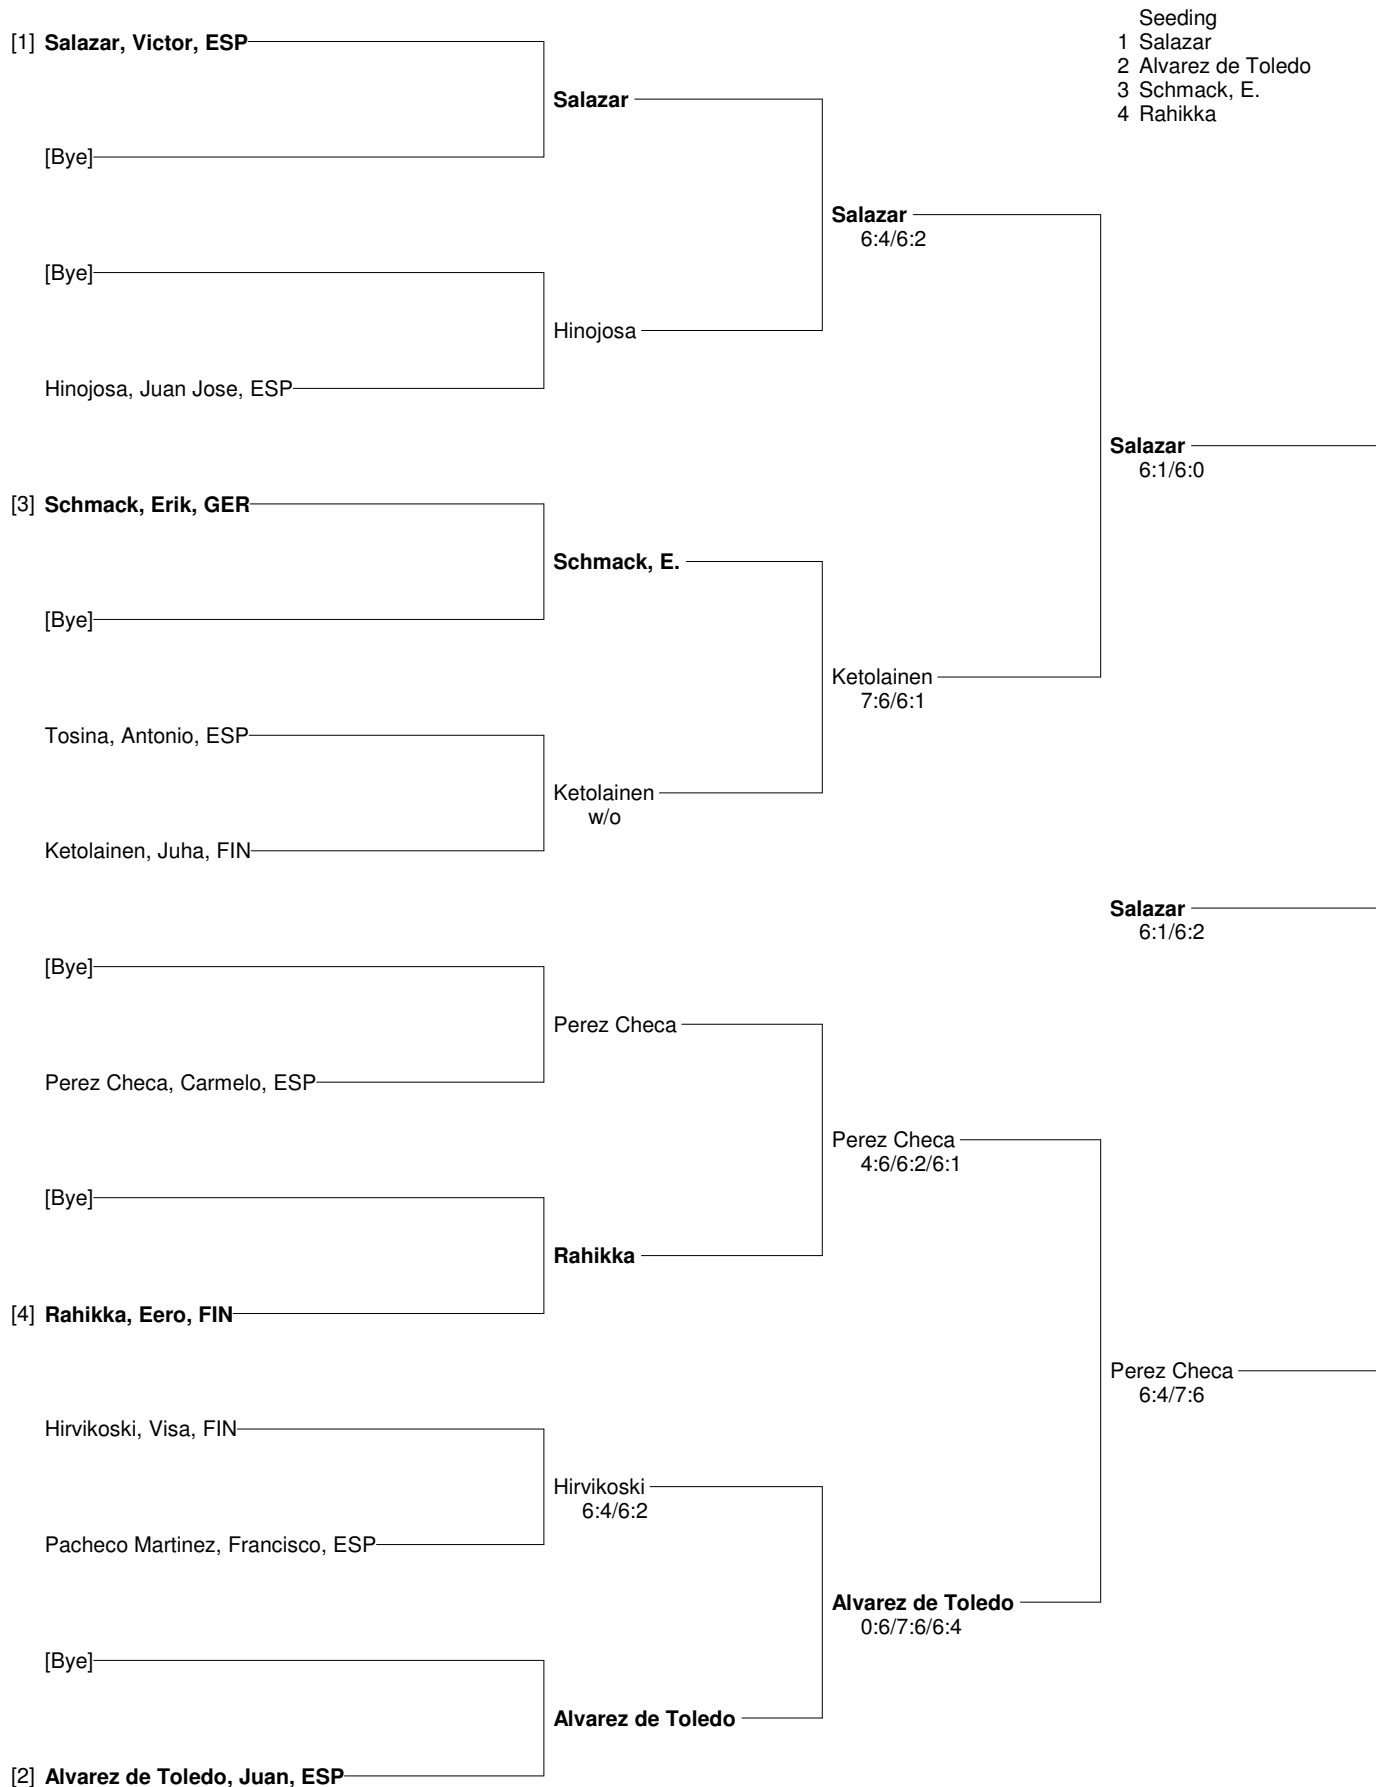 Seeding
1 Salazar
2 Alvarez de Toledo
3 Schmack, E.
4 Rahikka
[1] Salazar, Victor, ESP
Salazar
[Bye]
Salazar
6:4/6:2
[Bye]
Hinojosa
Hinojosa, Juan Jose, ESP
Salazar
6:1/6:0
[3] Schmack, Erik, GER
Schmack, E.
[Bye]
Ketolainen
7:6/6:1
Tosina, Antonio, ESP
Ketolainen
w/o
Ketolainen, Juha, FIN
Salazar
6:1/6:2
[Bye]
Perez Checa
Perez Checa, Carmelo, ESP
Perez Checa
4:6/6:2/6:1
[Bye]
Rahikka
[4] Rahikka, Eero, FIN
Perez Checa
6:4/7:6
Hirvikoski, Visa, FIN
Hirvikoski
6:4/6:2
Pacheco Martinez, Francisco, ESP
Alvarez de Toledo
0:6/7:6/6:4
[Bye]
Alvarez de Toledo
[2] Alvarez de Toledo, Juan, ESP